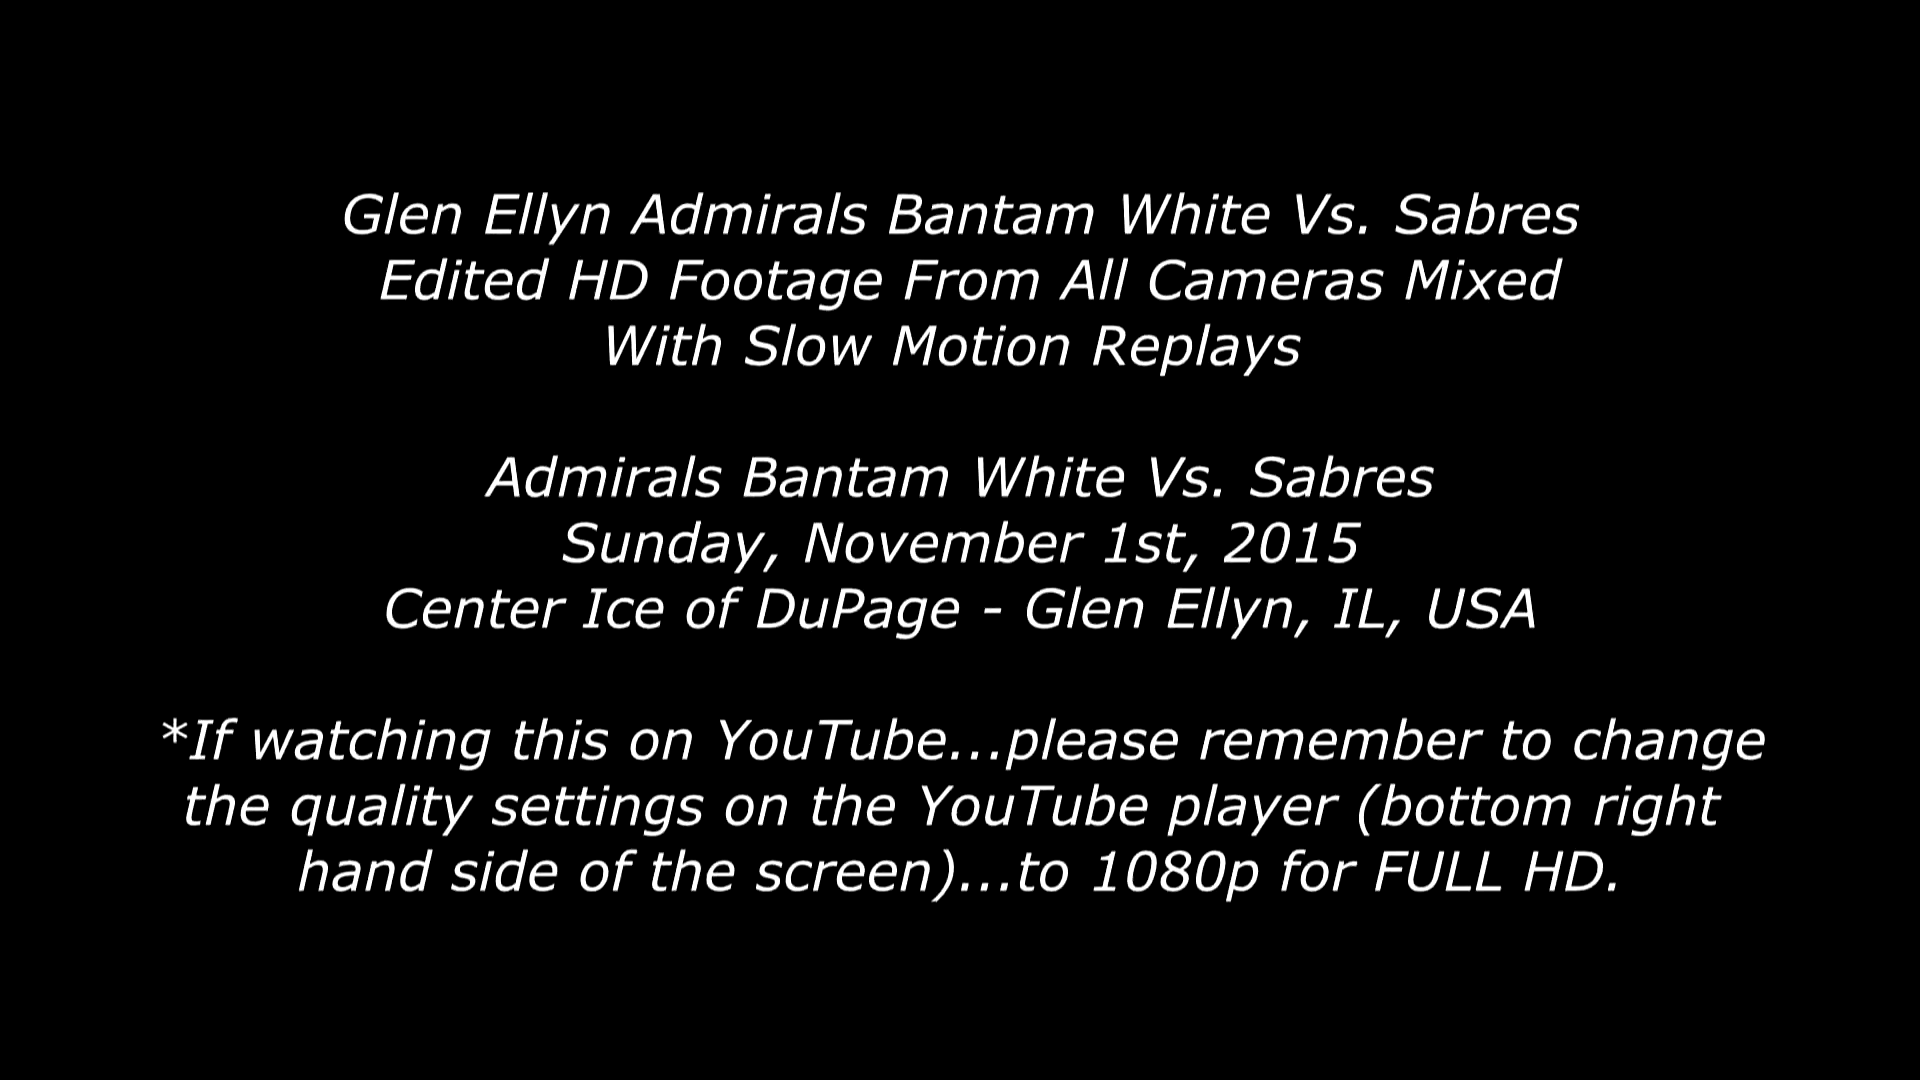 Glen Ellyn Admirals Bantam White Vs. Sabres
Edited HD Footage From All Cameras Mixed
With Slow Motion Replays
Admirals Bantam White Vs. Sabres
Sunday, November 1st, 2015
Center Ice of DuPage - Glen Ellyn, IL, USA
*If watching this on YouTube...please remember to change
the quality settings on the YouTube player (bottom right
hand side of the screen)...to 1080p for FULL HD.